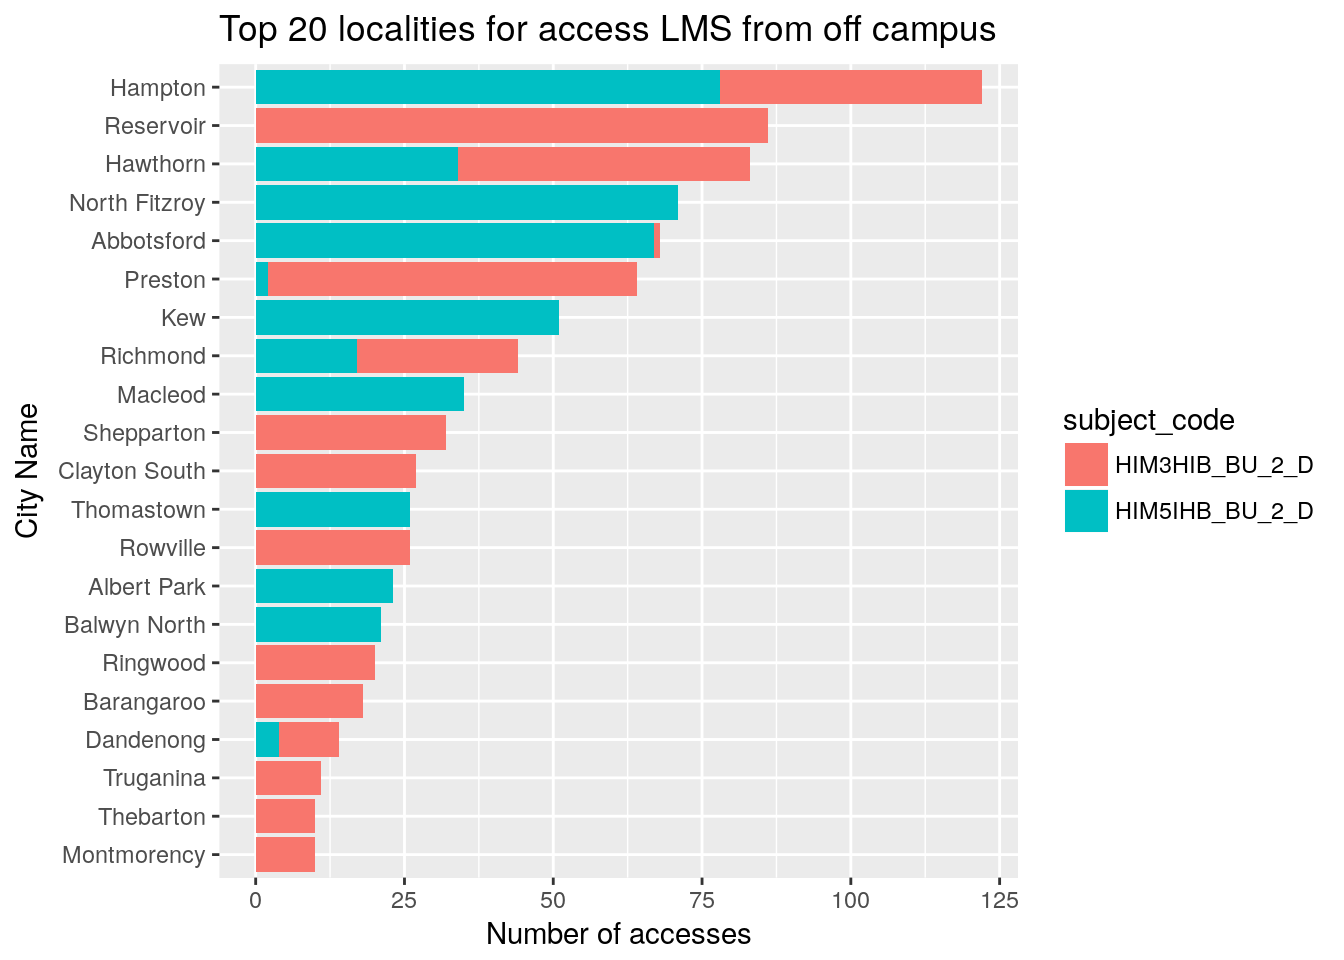 Top 20 localities for access LMS from off campus
City Name
Hampton
Reservoir
Hawthorn
North Fitzroy
Abbotsford
Preston
Kew
Richmond
Macleod
Shepparton
Clayton South
Thomastown
Rowville
Albert Park
Balwyn North
Ringwood
Barangaroo
Dandenong
Truganina
Thebarton
Montmorency
0 25 50 75 100 125
Number of accesses
subject_code
HIM3HIB_BU_2_D
HIM5IHB_BU_2_D